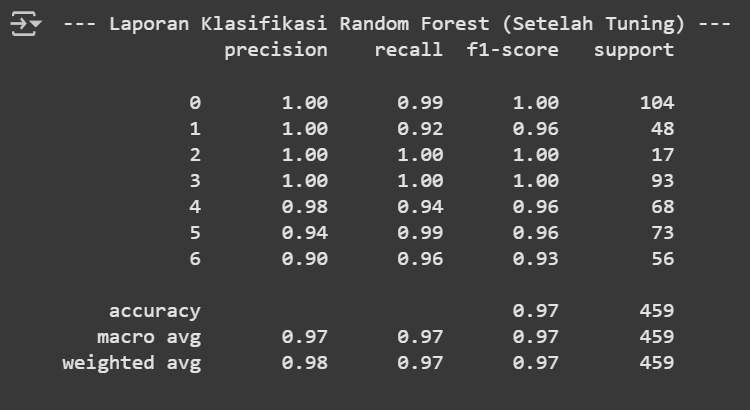 --- Laporan Klasifikasi Random Forest (Setelah Tuning) ---
precision recall f1-score support
0 1.00 0.99 1.00 104
1 1.00 0.92 0.96 48
2 1.00 1.00 1.00 17
3 1.00 1.00 1.00 93
4 0.98 0.94 0.96 68
5 0.94 0.99 0.96 73
6 0.90 0.96 0.93 56
accuracy 0.97 459
macro avg 0.97 0.97 0.97 459
weighted avg 0.98 0.97 0.97 459